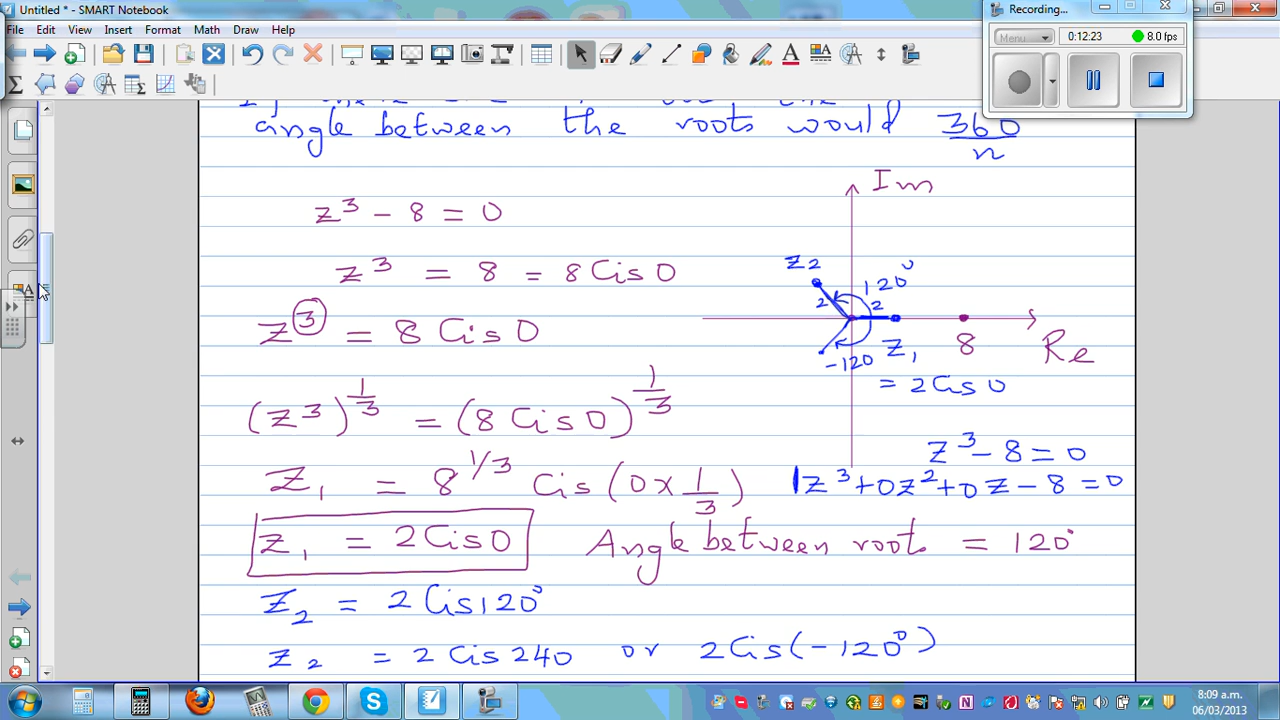 Untitled * - SMART Notebook
File Edit View Insert Format Math Draw Help
Recording...
Menu 0:12:23 8.0 fps
angle between the roots would 360/n
z³ - 8 = 0
z³ = 8 = 8 Cis 0
z³ = 8 Cis 0
(z³)^1/3 = (8 Cis 0)^1/3
z₁ = 8^1/3 Cis (0 x 1/3)
z₁ = 2 Cis 0 Angle between roots = 120°
z₂ = 2 Cis 120°
z₂ = 2 Cis 240 or 2 Cis (-120°)
Im
z2 120°
2 2
-120 z₁ 8 Re
= 2 Cis 0
z³ - 8 = 0
1z³ + 0z² + 0z - 8 = 0
8:09 a.m.
06/03/2013